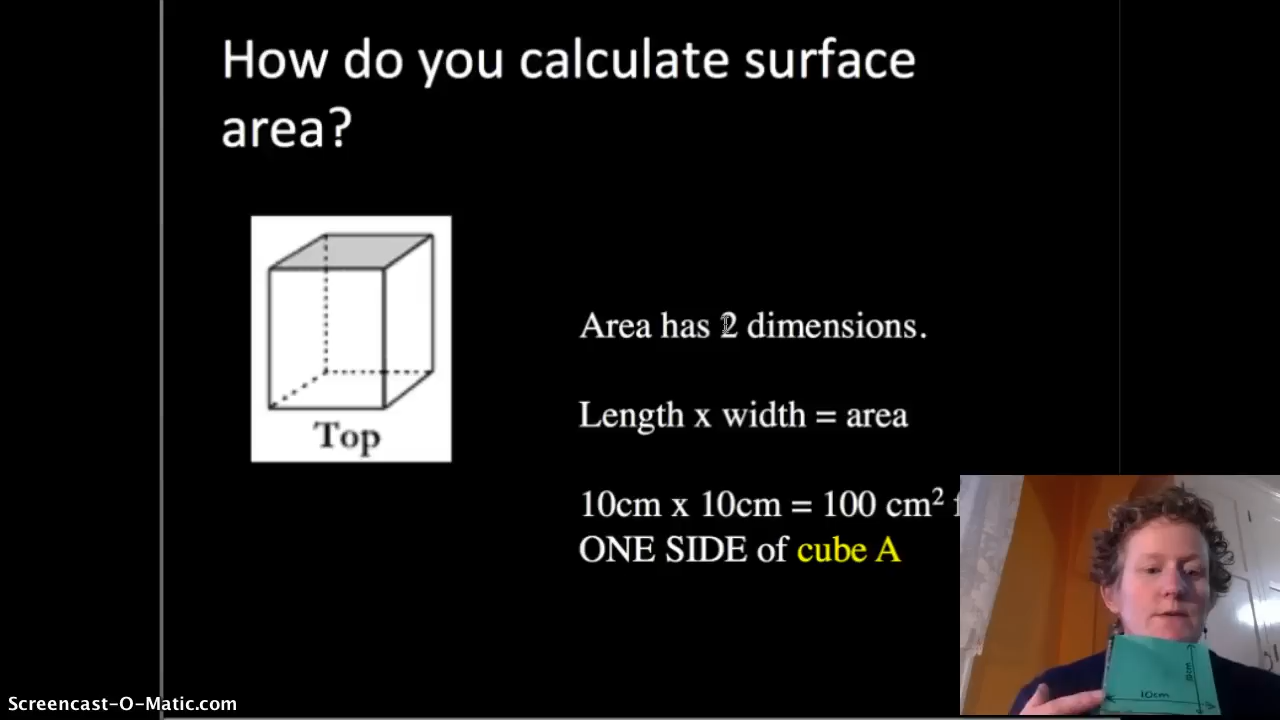 How do you calculate surface
area?
Area has 2 dimensions.
Top
Length x width = area
10cm x 10cm = 100 cm²
ONE SIDE of cube A
10cm
10cm
Screencast-O-Matic.com